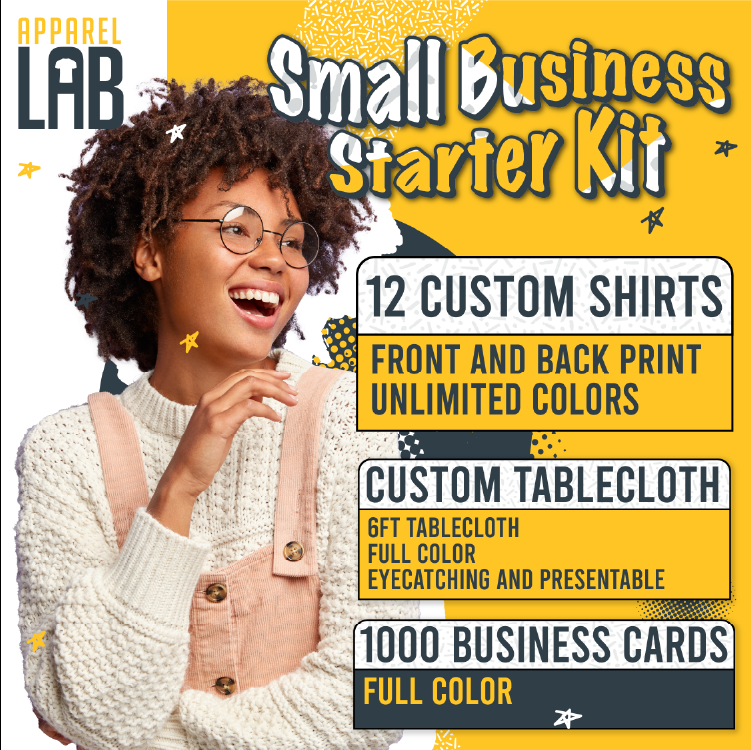 APPAREL
LAB
Small Business
Starter Kit
12 CUSTOM SHIRTS
FRONT AND BACK PRINT
UNLIMITED COLORS
CUSTOM TABLECLOTH
6FT TABLECLOTH
FULL COLOR
EYECATCHING AND PRESENTABLE
1000 BUSINESS CARDS
FULL COLOR